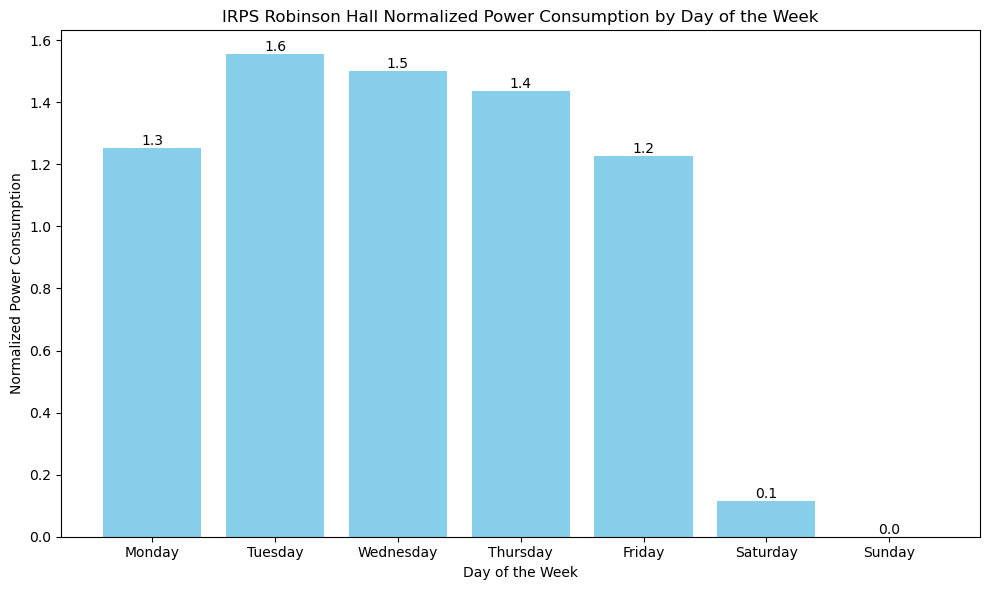 IRPS Robinson Hall Normalized Power Consumption by Day of the Week
Normalized Power Consumption
1.6
1.4
1.2
1.0
0.8
0.6
0.4
0.2
0.0
1.3
1.6
1.5
1.4
1.2
0.1
0.0
Monday
Tuesday
Wednesday
Thursday
Friday
Saturday
Sunday
Day of the Week